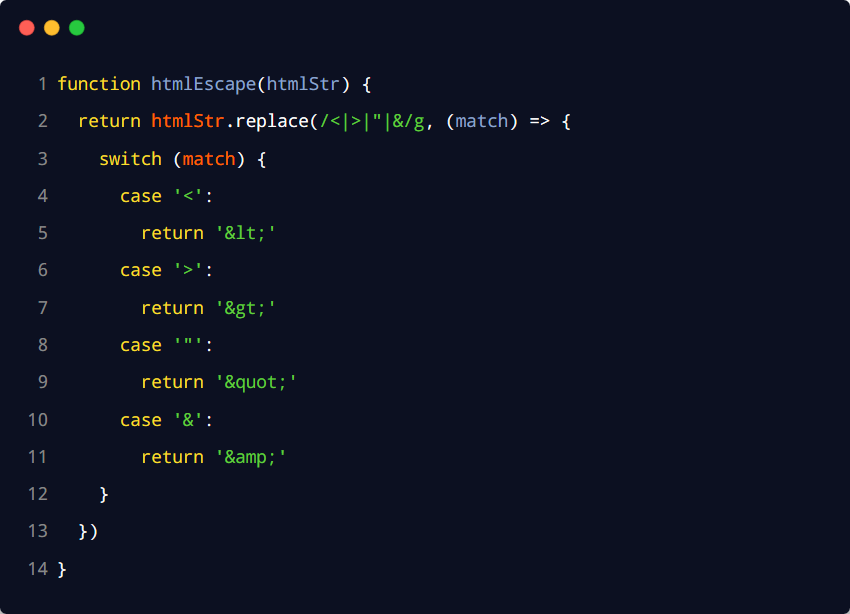 1 function htmlEscape(htmlStr) {
2   return htmlStr.replace(/<|>|"|&/g, (match) => {
3     switch (match) {
4       case '<':
5         return '&lt;'
6       case '>':
7         return '&gt;'
8       case '"':
9         return '&quot;'
10       case '&':
11         return '&amp;'
12     }
13   })
14 }